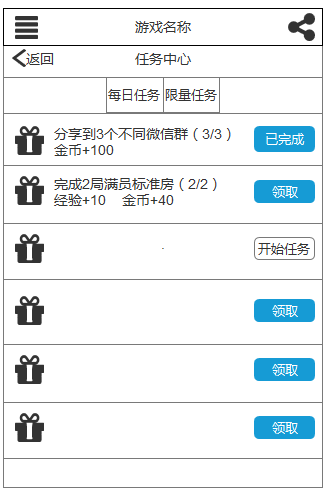 游戏名称
返回 任务中心
每日任务 限量任务
分享到3个不同微信群（3/3）
金币+100
已完成
完成2局满员标准房（2/2）
经验+10 金币+40
领取
开始任务
领取
领取
领取